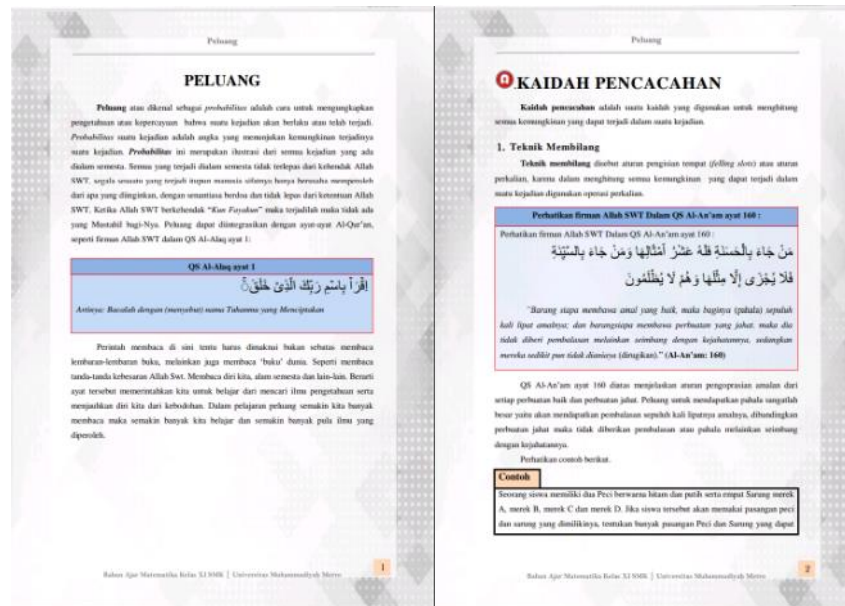 Peluang
PELUANG
Peluang atau dikenal sebagai probabilitas adalah cara untuk mengungkapkan
pengetahuan atau kepercayaan bahwa suatu kejadian akan berlaku atau telah terjadi.
Probabilitas suatu kejadian adalah angka yang menunjukan kemungkinan terjadinya
suatu kejadian. Probabilitas ini merupakan ilustrasi dari semua kejadian yang ada
dialam semesta. Semua yang terjadi dialam semesta tidak terlepas dari kehendak Allah
SWT, segala sesuatu yang terjadi itupun manusia sifatnya hanya berusaha memperoleh
dari apa yang diinginkan, dengan senantiasa berdoa dan tidak lepas dari ketentuan Allah
SWT. Ketika Allah SWT berkehendak “Kun Fayakun” maka terjadilah maka tidak ada
yang Mustahil bagi-Nya. Peluang dapat diintegrasikan dengan ayat-ayat Al-Qur’an,
seperti firman Allah SWT dalam QS Al-Alaq ayat 1:
QS Al-Alaq ayat 1
اِقْرَأْ بِاسْمِ رَبِّكَ الَّذِيْ خَلَقَۚ
Artinya: Bacalah dengan (menyebut) nama Tuhanmu yang Menciptakan
Perintah membaca di sini tentu harus dimaknai bukan sebatas membaca
lembaran-lembaran buku, melainkan juga membaca ‘buku’ dunia. Seperti membaca
tanda-tanda kebesaran Allah Swt. Membaca diri kita, alam semesta dan lain-lain. Berarti
ayat tersebut memerintahkan kita untuk belajar dari mencari ilmu pengetahuan serta
menjauhkan diri kita dari kebodohan. Dalam pelajaran peluang semakin kita banyak
membaca maka semakin banyak kita belajar dan semakin banyak pula ilmu yang
diperoleh.
Bahan Ajar Matematika Kelas XI SMK | Universitas Muhammadiyah Metro
1
Peluang
A KAIDAH PENCACAHAN
Kaidah pencacahan adalah suatu kaidah yang digunakan untuk menghitung
semua kemungkinan yang dapat terjadi dalam suatu kejadian.
1. Teknik Membilang
Teknik membilang disebut aturan pengisian tempat (felling slots) atau aturan
perkalian, karena dalam menghitung semua kemungkinan yang dapat terjadi dalam
suatu kejadian digunakan operasi perkalian.
Perhatikan firman Allah SWT Dalam QS Al-An’am ayat 160 :
Perhatikan firman Allah SWT Dalam QS Al-An’am ayat 160 :
مَنْ جَاءَ بِالْحَسَنَةِ فَلَهُ عَشْرُ أَمْثَالِهَا وَمَنْ جَاءَ بِالسَّيِّئَةِ
فَلَا يُجْزَى إِلَّا مِثْلَهَا وَهُمْ لَا يُظْلَمُونَ
“Barang siapa membawa amal yang baik, maka baginya (pahala) sepuluh
kali lipat amalnya; dan barangsiapa membawa perbuatan yang jahat, maka dia
tidak diberi pembalasan melainkan seimbang dengan kejahatannya, sedangkan
mereka sedikit pun tidak dianiaya (dirugikan).” (Al-An’am: 160)
QS Al-An’am ayat 160 diatas menjelaskan aturan pengoprasian amalan dari
setiap perbuatan baik dan perbuatan jahat. Peluang untuk mendapatkan pahala sangatlah
besar yaitu akan mendapatkan pembalasan sepuluh kali lipatnya amalnya, dibandingkan
perbuatan jahat maka tidak diberikan pembalasan atau pahala melainkan seimbang
dengan kejahatannya.
Perhatikan contoh berikut.
Contoh
Seorang siswa memiliki dua Peci berwarna hitam dan putih serta empat Sarung merek
A, merek B, merek C dan merek D. Jika siswa tersebut akan memakai pasangan peci
dan sarung yang dimilikinya, tentukan banyak pasangan Peci dan Sarung yang dapat
Bahan Ajar Matematika Kelas XI SMK | Universitas Muhammadiyah Metro
2